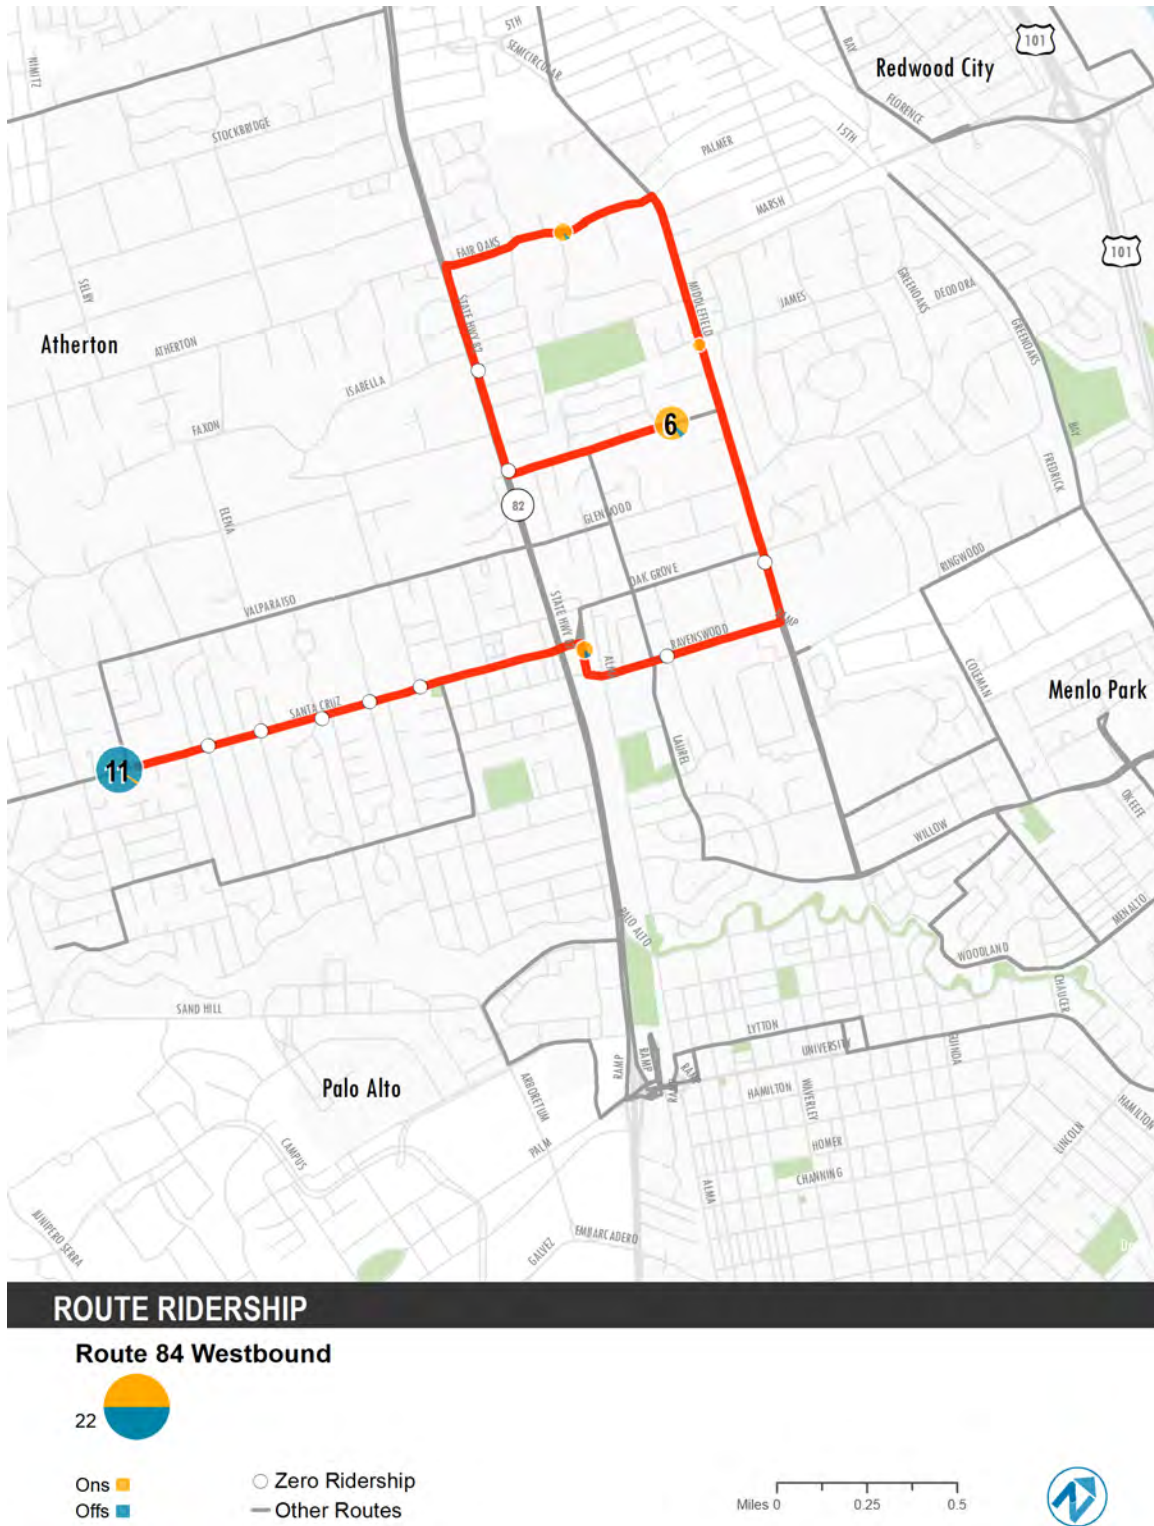 5TH
SEMICIRCULAR
BAY
101
Redwood City
NIMITZ
FLORENCE
STOCKBRIDGE
15TH
PALMER
MARSH
FAIR OAKS
101
SELBY
STATE HWY 82
MIDDLEFIELD
JAMES
GREENOAKS
DEODORA
GREENOAKS
Atherton
ATHERTON
ISABELLA
FAXON
6
BAY
FREDRICK
ELENA
82
GLENWOOD
OAK GROVE
RINGWOOD
VALPARAISO
STATE HWY
RAVENSWOOD
RAMP
COLEMAN
Menlo Park
SANTA CRUZ
LAUREL
11
OKEEFE
WILLOW
MENALTO
PALO ALTO
WOODLAND
CHAUCER
SAND HILL
LYTTON
UNIVERSITY
RAMP
RAMP
RAMP
RAMP
Palo Alto
ARBORETUM
HAMILTON
WAVERLEY
HAMILTON
LINCOLN
CAMPUS
PALM
HOMER
CHANNING
ALMA
JUNIPERO SERRA
GALVEZ
EMBARCADERO
ROUTE RIDERSHIP
Route 84 Westbound
22
Ons
Offs
Zero Ridership
Other Routes
Miles 0 0.25 0.5